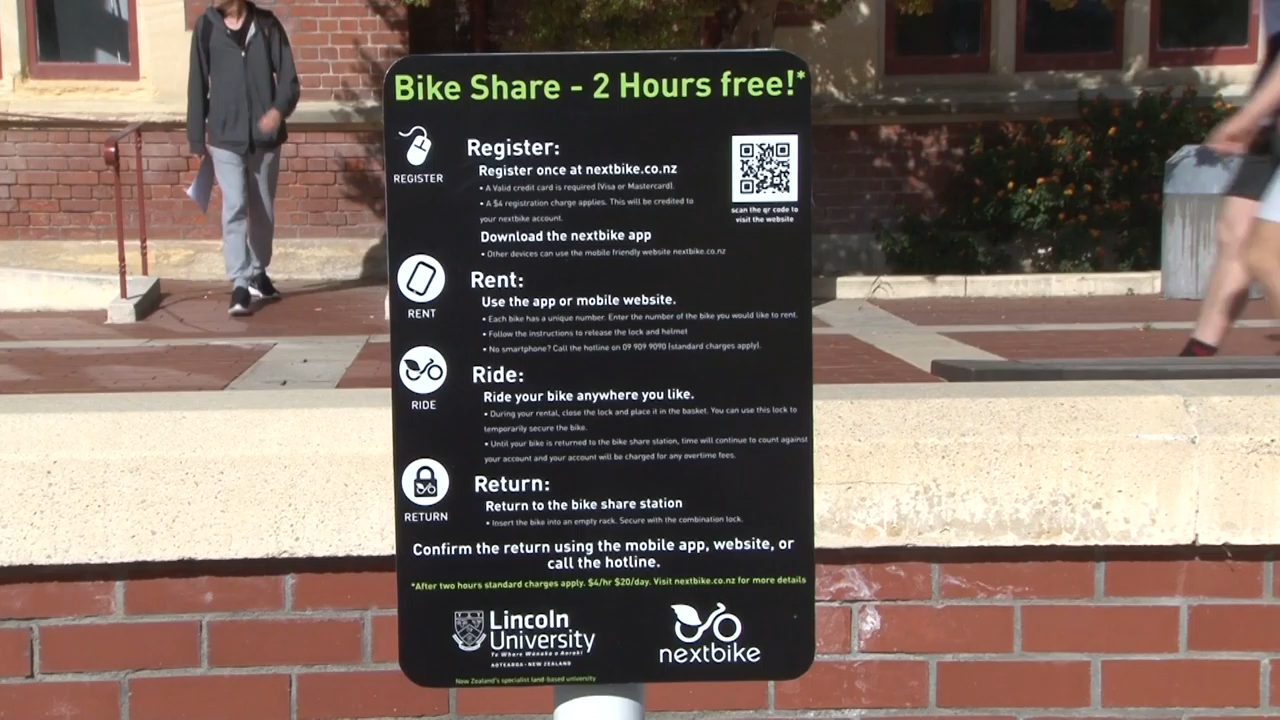 Bike Share - 2 Hours free!*
REGISTER
Register:
Register once at nextbike.co.nz
• A Valid credit card is required (Visa or Mastercard).
• A $4 registration charge applies. This will be credited to
your nextbike account.
scan the qr code to
visit the website
Download the nextbike app
• Other devices can use the mobile friendly website nextbike.co.nz
RENT
Rent:
Use the app or mobile website.
• Each bike has a unique number. Enter the number of the bike you would like to rent.
• Follow the instructions to release the lock and helmet
• No smartphone? Call the hotline on 09 909 9090 (standard charges apply).
RIDE
Ride:
Ride your bike anywhere you like.
• During your rental, close the lock and place it in the basket. You can use this lock to
temporarily secure the bike.
• Until your bike is returned to the bike share station, time will continue to count against
your account and your account will be charged for any overtime fees.
RETURN
Return:
Return to the bike share station
• Insert the bike into an empty rack. Secure with the combination lock.
Confirm the return using the mobile app, website, or
call the hotline.
*After two hours standard charges apply. $4/hr $20/day. Visit nextbike.co.nz for more details
Lincoln
University
Te Whare Wānaka o Aoraki
AOTEAROA • NEW ZEALAND
nextbike
New Zealand's specialist land-based university